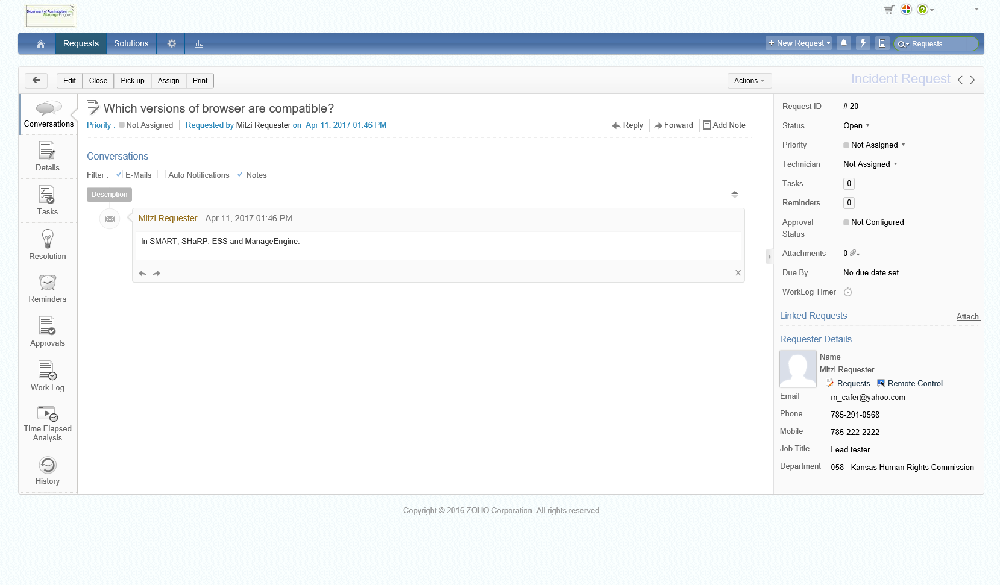 Department of Administration
ManageEngine
Requests
Solutions
+ New Request
Requests
Edit
Close
Pick up
Assign
Print
Actions
Incident Request
Conversations
Details
Tasks
Resolution
Reminders
Approvals
Work Log
Time Elapsed
Analysis
History
Which versions of browser are compatible?
Priority : Not Assigned
Requested by Mitzi Requester on Apr 11, 2017 01:46 PM
Reply
Forward
Add Note
Conversations
Filter : E-Mails Auto Notifications Notes
Description
Mitzi Requester - Apr 11, 2017 01:46 PM
In SMART, SHaRP, ESS and ManageEngine.
X
Request ID # 20
Status Open
Priority Not Assigned
Technician Not Assigned
Tasks 0
Reminders 0
Approval Not Configured
Status
Attachments 0
Due By No due date set
WorkLog Timer
Linked Requests Attach
Requester Details
Name
Mitzi Requester
Requests Remote Control
Email m_cafer@yahoo.com
Phone 785-291-0568
Mobile 785-222-2222
Job Title Lead tester
Department 058 - Kansas Human Rights Commission
Copyright © 2016 ZOHO Corporation. All rights reserved